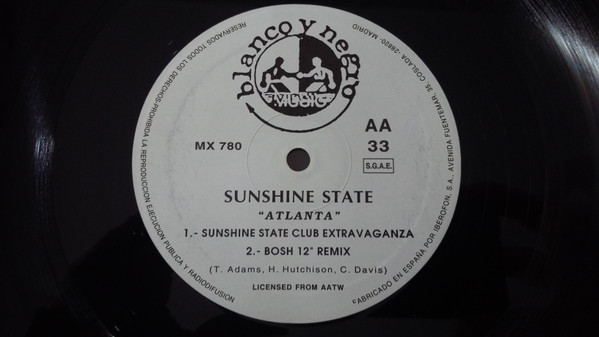 blanco y negro
MUSIC
MX 780
AA
33
S.G.A.E.
SUNSHINE STATE
"ATLANTA"
1.- SUNSHINE STATE CLUB EXTRAVAGANZA
2.- BOSH 12" REMIX
(T. Adams, H. Hutchison, C. Davis)
LICENSED FROM AATW
RESERVADOS TODOS LOS DERECHOS-PROHIBIDA LA REPRODUCCION EJECUCION PUBLICA Y RADIODIFUSION
FABRICADO EN ESPAÑA POR IBEROFON, S.A., AVENIDA FUENTEMAR, 35, COSLADA -28820- MADRID